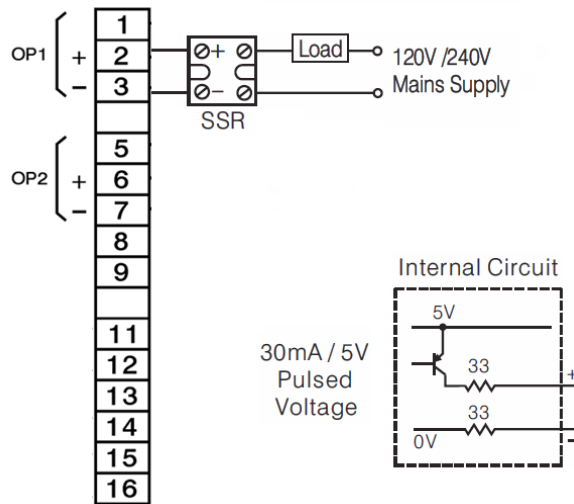 1
OP1 + 2
- 3
+
-
SSR
Load
120V /240V
Mains Supply
5
OP2 + 6
- 7
8
9
11
12
13
14
15
16
30mA / 5V
Pulsed
Voltage
Internal Circuit
5V
33
+
33
0V
-